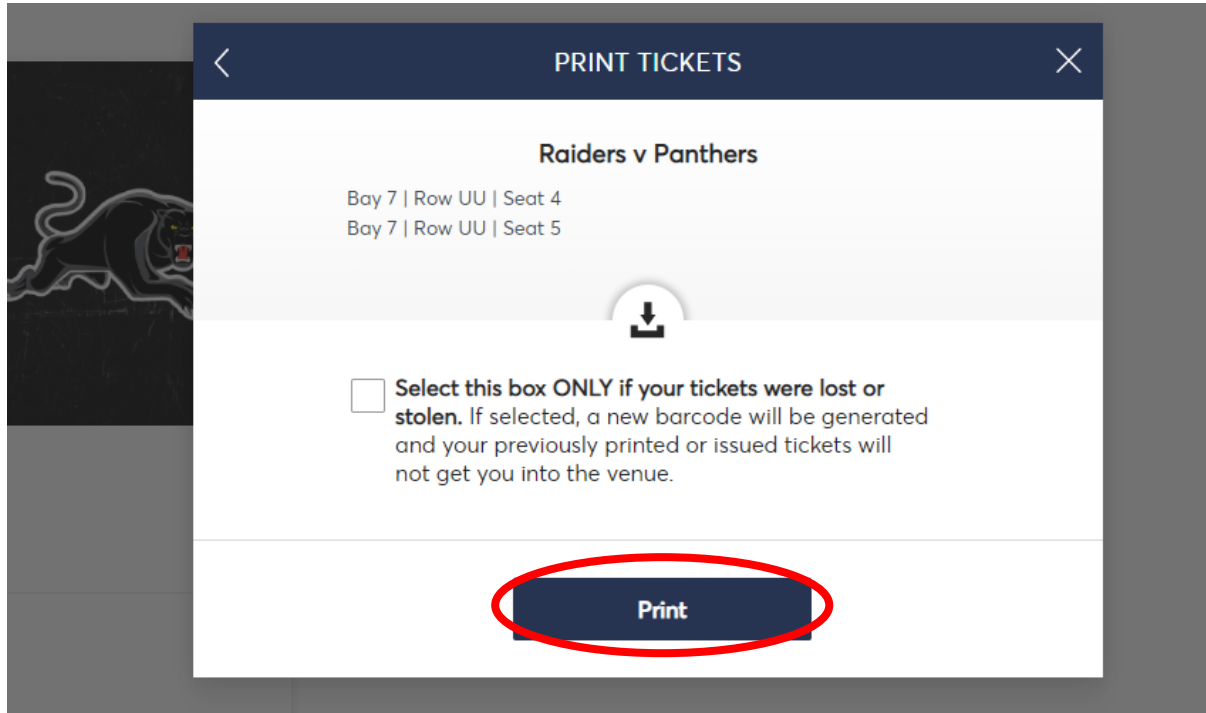 PRINT TICKETS
Raiders v Panthers
Bay 7 | Row UU | Seat 4
Bay 7 | Row UU | Seat 5
Select this box ONLY if your tickets were lost or
stolen. If selected, a new barcode will be generated
and your previously printed or issued tickets will
not get you into the venue.
Print